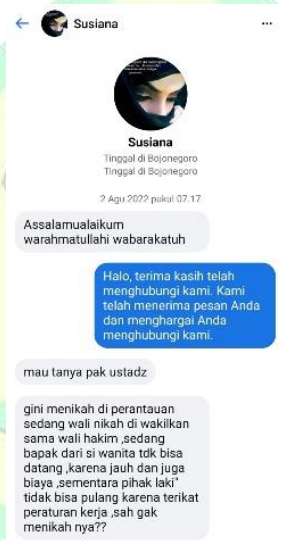 Susiana
Susiana
Tinggal di Bojonegoro
Tinggal di Bojonegoro
2 Agu 2022 pukul 07.17
Assalamualaikum
warahmatullahi wabarakatuh
Halo, terima kasih telah
menghubungi kami. Kami
telah menerima pesan Anda
dan menghargai Anda
menghubungi kami.
mau tanya pak ustadz
gini menikah di perantauan
sedang wali nikah di wakilkan
sama wali hakim ,sedang
bapak dari si wanita tdk bisa
datang ,karena jauh dan juga
biaya ,sementara pihak laki"
tidak bisa pulang karena terikat
peraturan kerja ,sah gak
menikah nya??